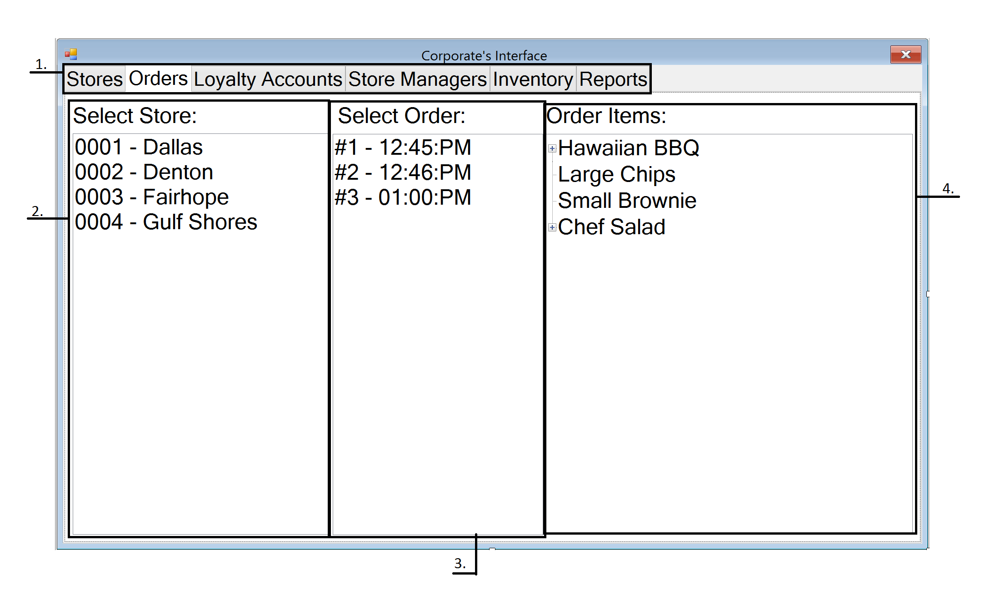 Corporate's Interface
1.
Stores Orders Loyalty Accounts Store Managers Inventory Reports
Select Store:
0001 - Dallas
0002 - Denton
0003 - Fairhope
0004 - Gulf Shores
2.
Select Order:
#1 - 12:45:PM
#2 - 12:46:PM
#3 - 01:00:PM
3.
Order Items:
Hawaiian BBQ
Large Chips
Small Brownie
Chef Salad
4.